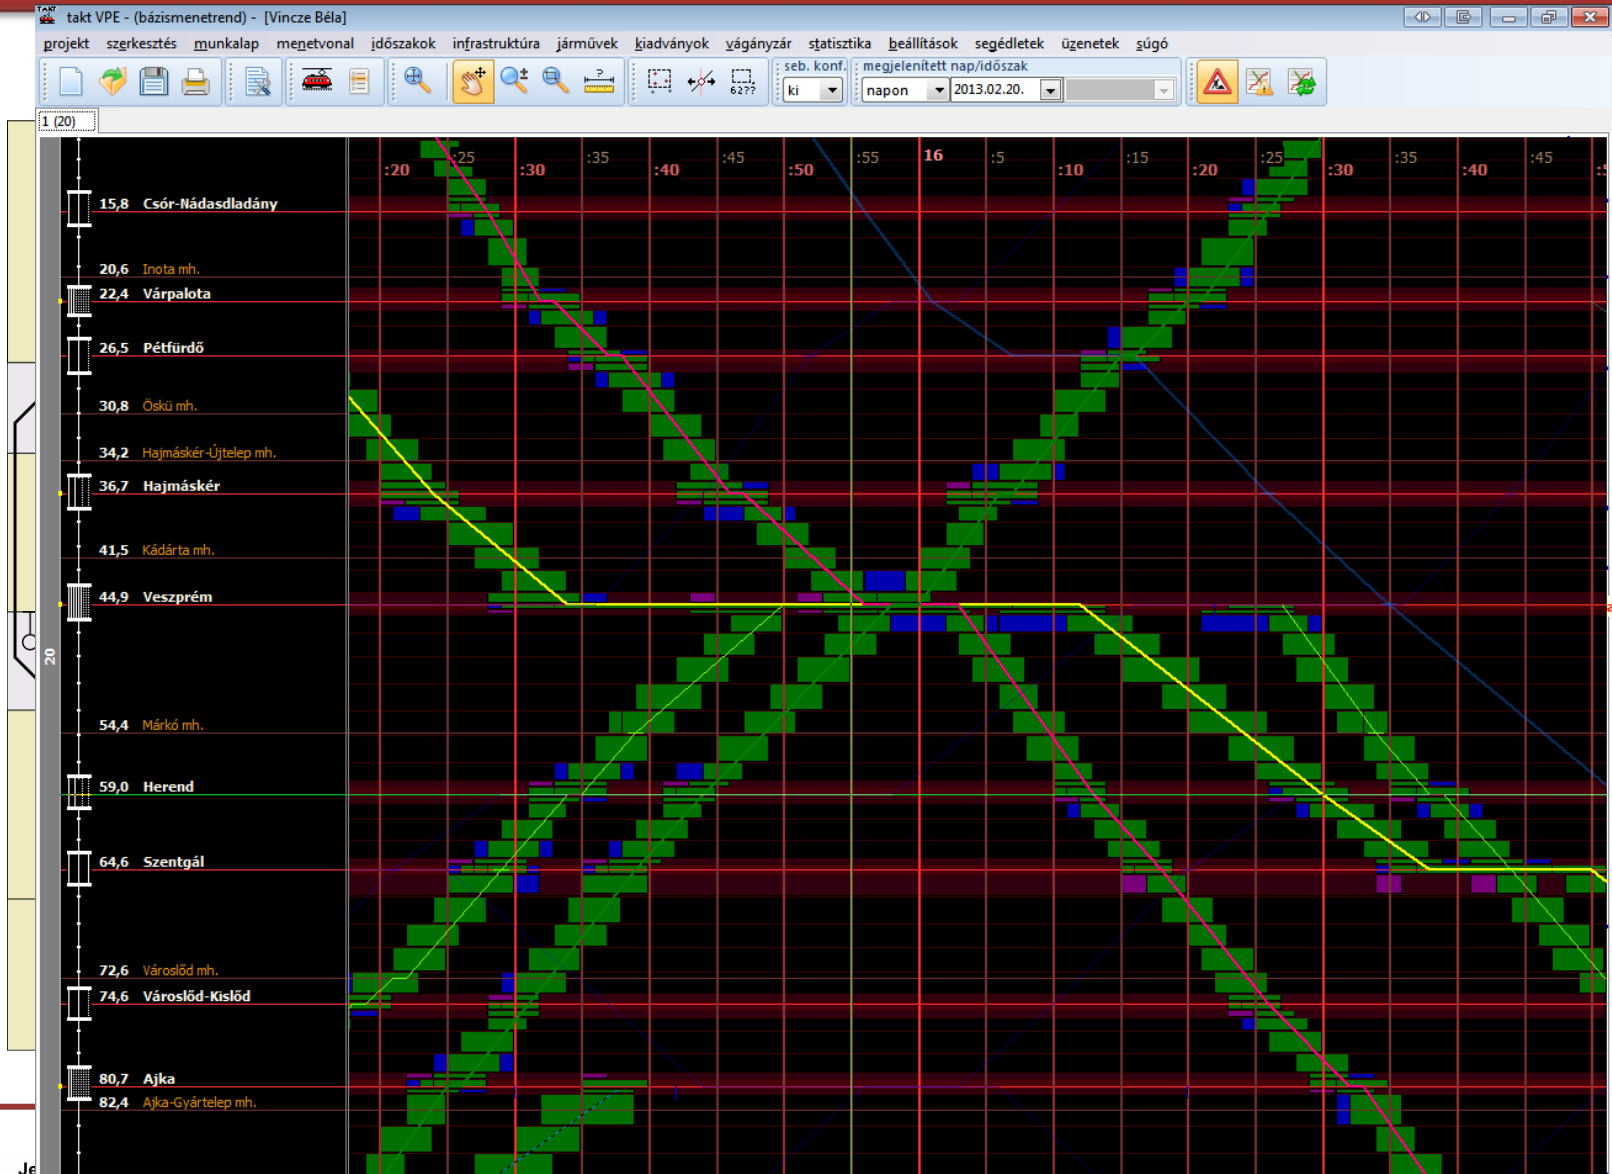 TAKT
takt VPE - (bázismenetrend) - [Vincze Béla]
projekt szerkesztés munkalap menetvonal időszakok infrastruktúra járművek kiadványok vágányzár statisztika beállítások segédletek üzenetek súgó
seb. konf. megjelenített nap/időszak
62??
ki napon 2013.02.20.
1 (20)
:25 :35 :45 :55 16 :5 :15 :25 :35 :45
:20 :30 :40 :50 :10 :20 :30 :40
15,8 Csór-Nádasdladány
20,6 Inota mh.
22,4 Várpalota
26,5 Pétfürdő
30,8 Öskü mh.
34,2 Hajmáskér-Újtelep mh.
36,7 Hajmáskér
41,5 Kádárta mh.
44,9 Veszprém
20
54,4 Márkó mh.
59,0 Herend
64,6 Szentgál
72,6 Városlőd mh.
74,6 Városlőd-Kislőd
80,7 Ajka
82,4 Ajka-Gyártelep mh.
Je